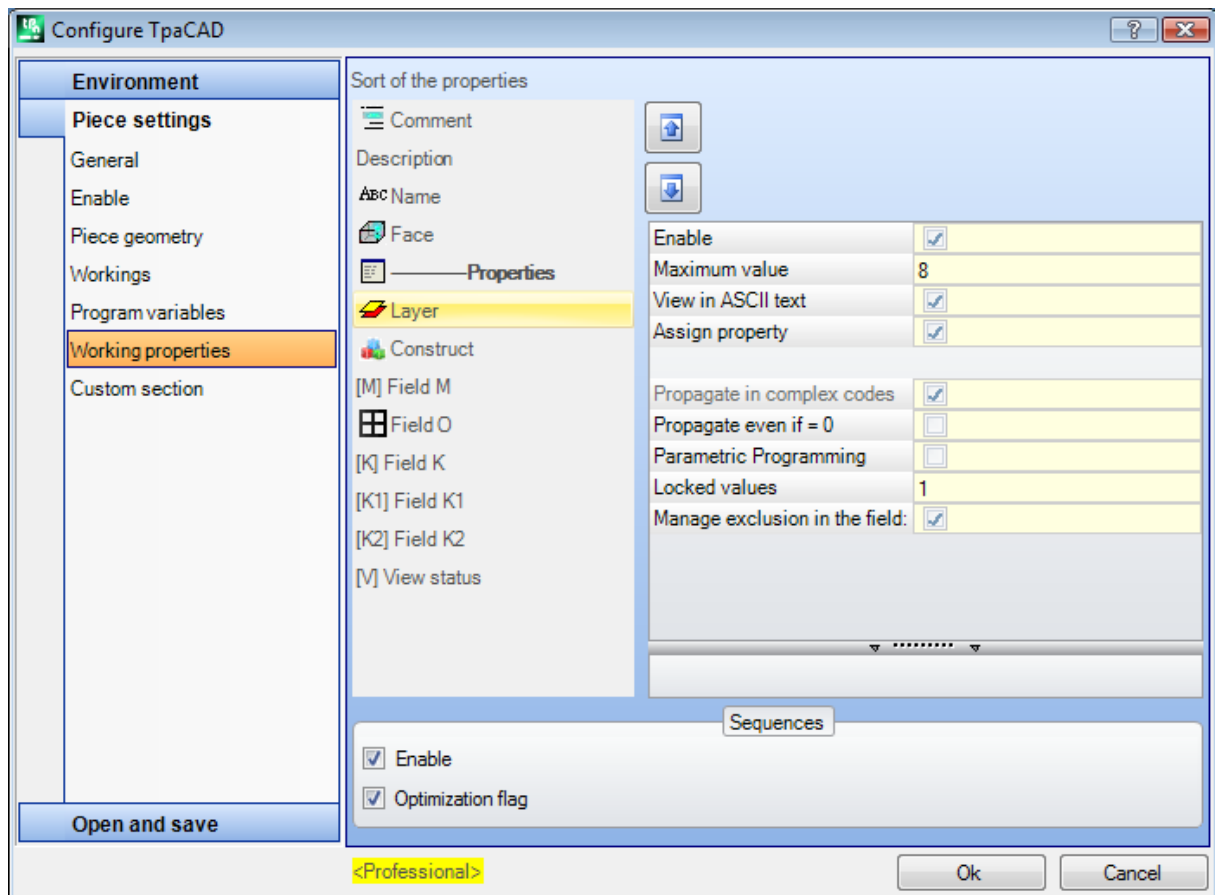 Configure TpaCAD
Environment
Piece settings
General
Enable
Piece geometry
Workings
Program variables
Working properties
Custom section
Open and save
Sort of the properties
Comment
Description
ABC Name
Face
Properties
Layer
Construct
[M] Field M
Field O
[K] Field K
[K1] Field K1
[K2] Field K2
[V] View status
Enable
Maximum value 8
View in ASCII text
Assign property
Propagate in complex codes
Propagate even if = 0
Parametric Programming
Locked values 1
Manage exclusion in the field:
Sequences
Enable
Optimization flag
<Professional>
Ok Cancel